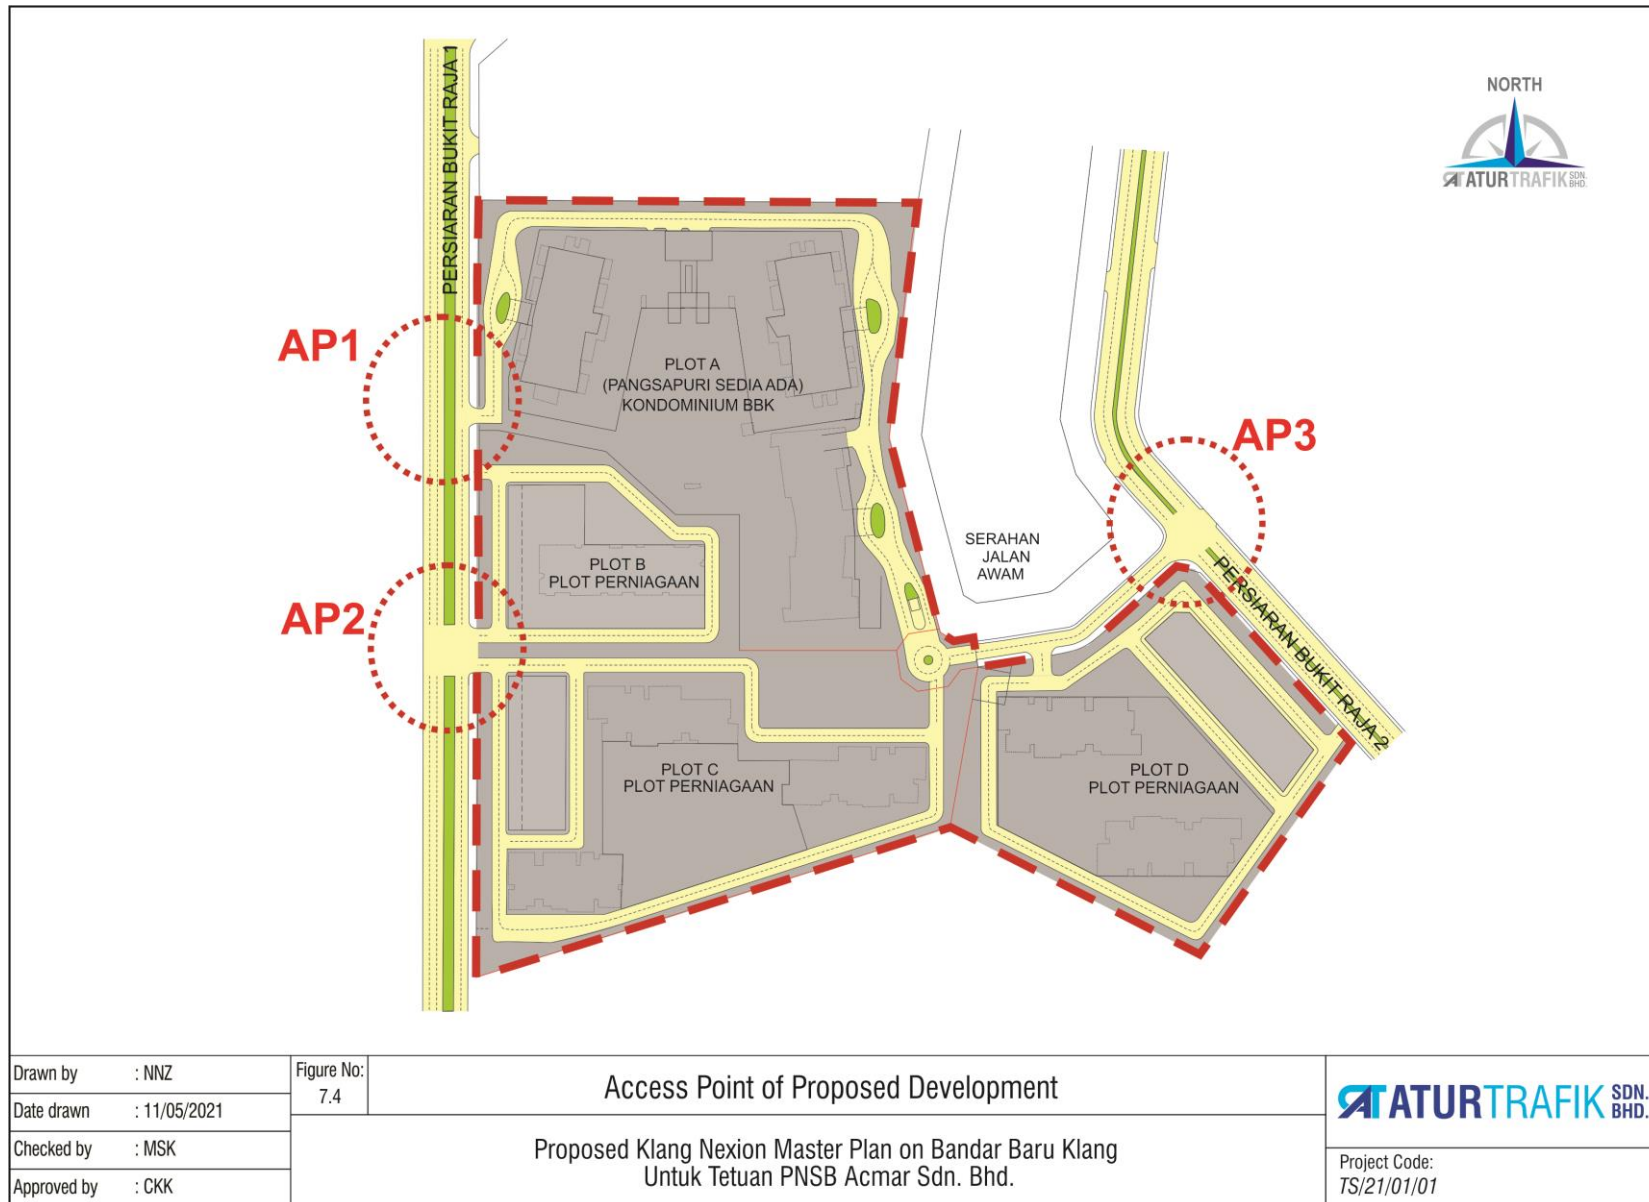 PERSIARAN BUKIT RAJA 1
NORTH
ATURTRAFIK SDN. BHD.
AP1
PLOT A
(PANGSAPURI SEDIA ADA)
KONDOMINIUM BBK
AP3
SERAHAN
JALAN
AWAM
PLOT B
PLOT PERNIAGAAN
AP2
PERSIARAN BUKIT RAJA 2
PLOT C
PLOT PERNIAGAAN
PLOT D
PLOT PERNIAGAAN
Drawn by : NNZ
Date drawn : 11/05/2021
Checked by : MSK
Approved by : CKK
Figure No:
7.4
Access Point of Proposed Development
Proposed Klang Nexion Master Plan on Bandar Baru Klang
Untuk Tetuan PNSB Acmar Sdn. Bhd.
ATURTRAFIK SDN. BHD.
Project Code:
TS/21/01/01